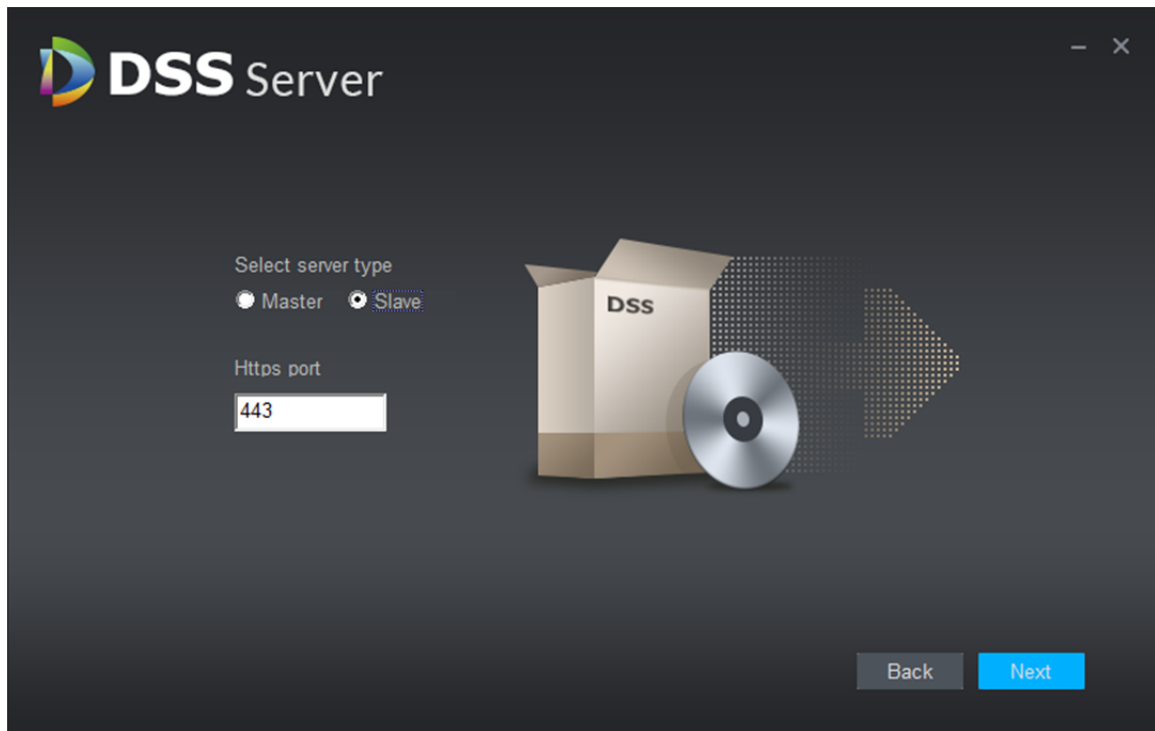 DSS Server
Select server type
Master Slave
Https port
443
DSS
Back Next